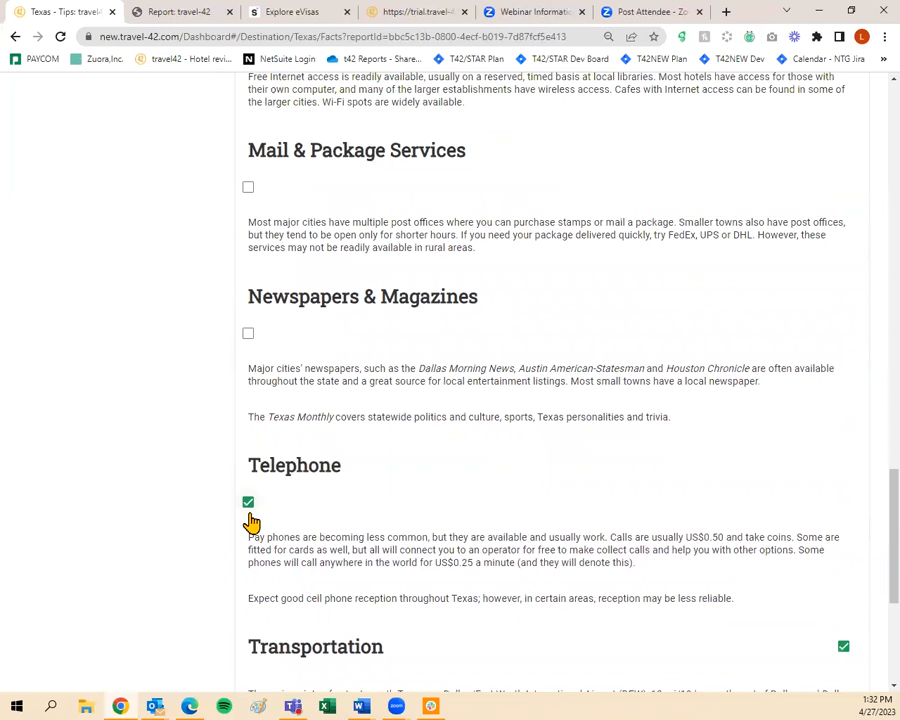 Texas - Tips: travel-
Report: travel-42
Explore eVisas
https://trial.travel-4
Webinar Informatio
Post Attendee - Zo
new.travel-42.com/Dashboard#/Destination/Texas/Facts?reportId=bbc5c13b-0800-4ecf-b019-7d87fcf5e413
PAYCOM
Zuora,Inc.
travel42 - Hotel revi...
NetSuite Login
t42 Reports - Share...
T42/STAR Plan
T42/STAR Dev Board
T42NEW Plan
T42NEW Dev
Calendar - NTG Jira
Free Internet access is readily available, usually on a reserved, timed basis at local libraries. Most hotels have access for those with
their own computer, and many of the larger establishments have wireless access. Cafes with Internet access can be found in some of
the larger cities. Wi-Fi spots are widely available.
Mail & Package Services
Most major cities have multiple post offices where you can purchase stamps or mail a package. Smaller towns also have post offices,
but they tend to be open only for shorter hours. If you need your package delivered quickly, try FedEx, UPS or DHL. However, these
services may not be readily available in rural areas.
Newspapers & Magazines
Major cities' newspapers, such as the Dallas Morning News, Austin American-Statesman and Houston Chronicle are often available
throughout the state and a great source for local entertainment listings. Most small towns have a local newspaper.
The Texas Monthly covers statewide politics and culture, sports, Texas personalities and trivia.
Telephone
Pay phones are becoming less common, but they are available and usually work. Calls are usually US$0.50 and take coins. Some are
fitted for cards as well, but all will connect you to an operator for free to make collect calls and help you with other options. Some
phones will call anywhere in the world for US$0.25 a minute (and they will denote this).
Expect good cell phone reception throughout Texas; however, in certain areas, reception may be less reliable.
Transportation
1:32 PM
4/27/2023